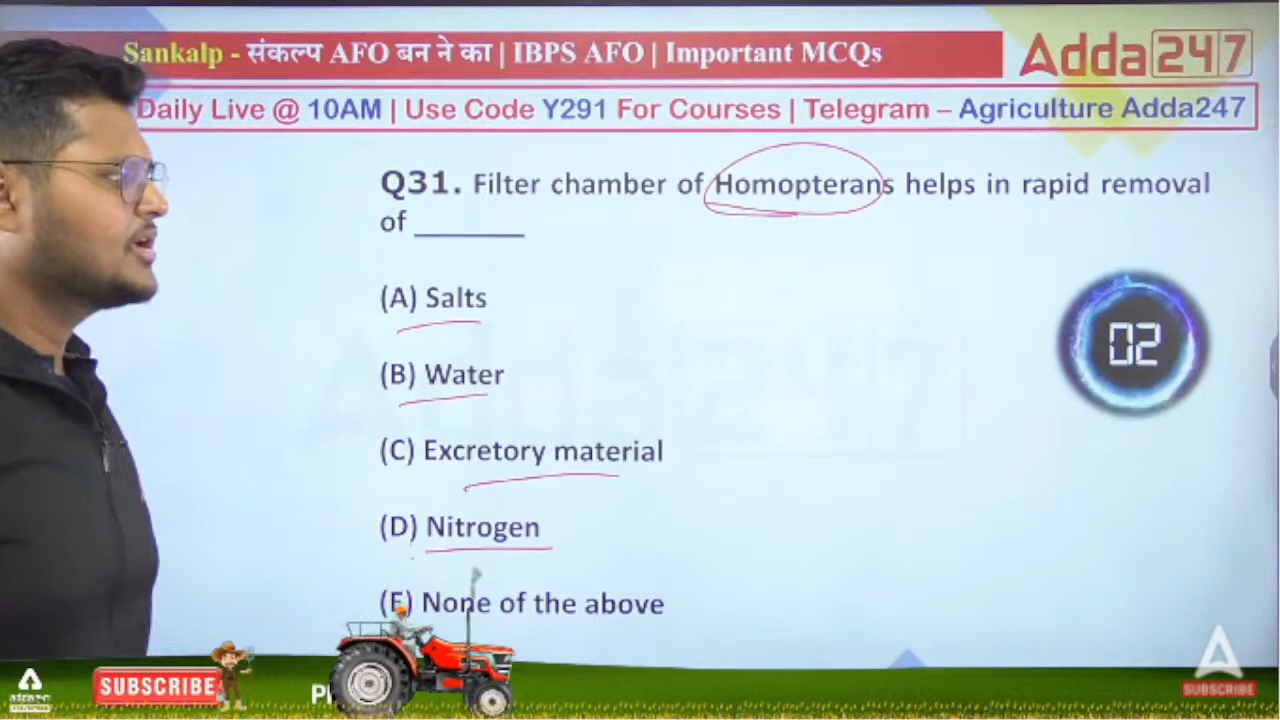 Sankalp - संकल्प AFO बन ने का | IBPS AFO | Important MCQs
Adda247
Daily Live @ 10AM | Use Code Y291 For Courses | Telegram – Agriculture Adda247
Q31. Filter chamber of Homopterans helps in rapid removal
of ________
(A) Salts
02
(B) Water
(C) Excretory material
(D) Nitrogen
(E) None of the above
SUBSCRIBE
SUBSCRIBE